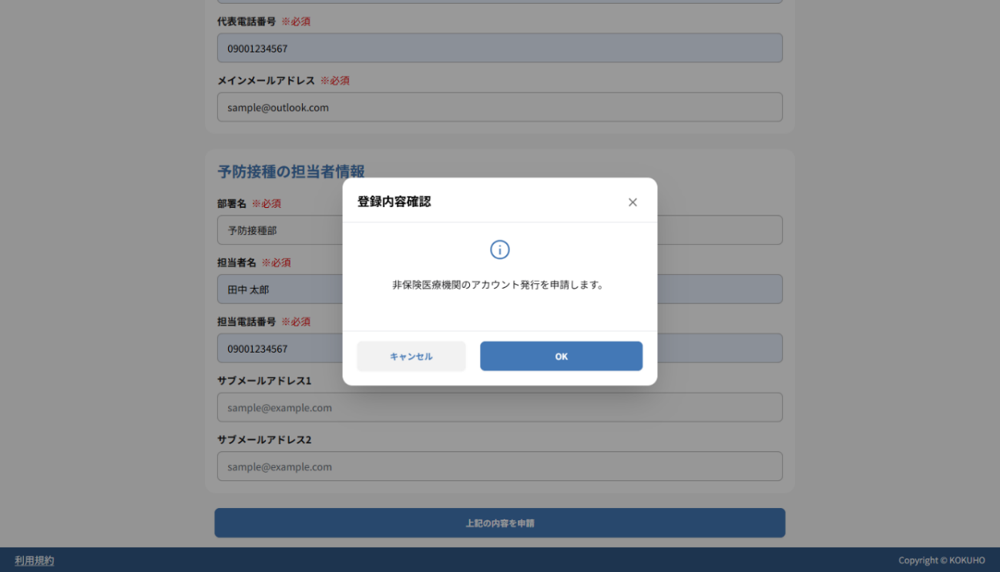 代表電話番号 ※必須
09001234567
メインメールアドレス ※必須
sample@outlook.com
予防接種の担当者情報
部署名 ※必須
予防接種部
担当者名 ※必須
田中 太郎
担当電話番号 ※必須
09001234567
サブメールアドレス1
sample@example.com
サブメールアドレス2
sample@example.com
上記の内容を申請
登録内容確認
×
非保険医療機関のアカウント発行を申請します。
キャンセル
OK
利用規約
Copyright © KOKUHO